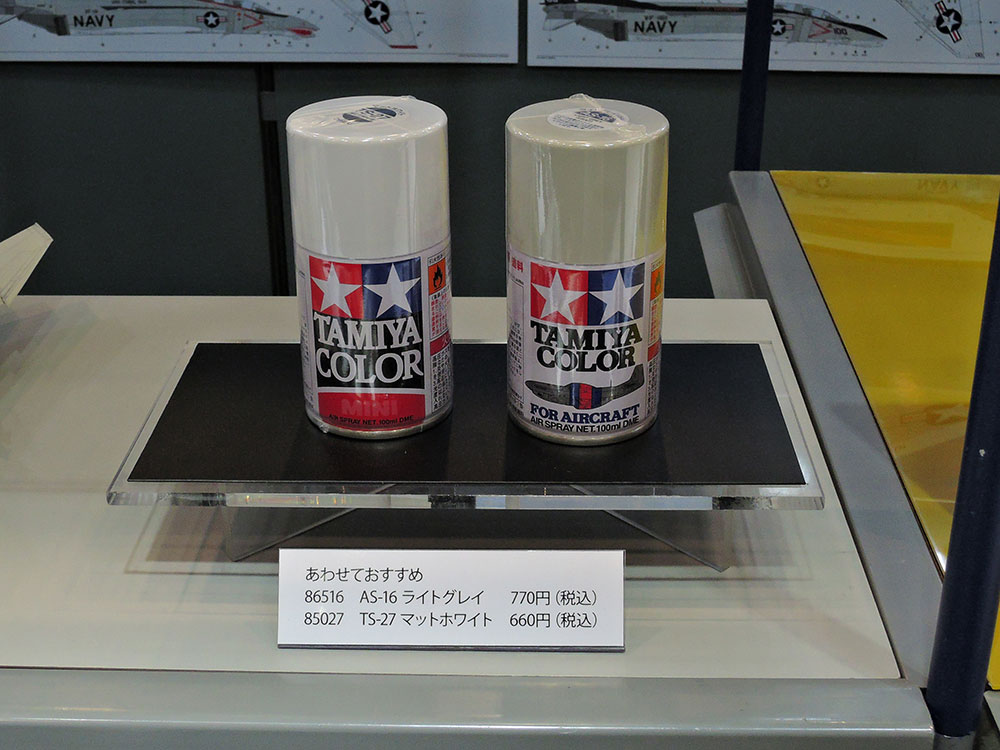 NAVY
NAVY
TAMIYA
COLOR
MINI
AIR SPRAY NET.100ml DME
TAMIYA
COLOR
FOR AIRCRAFT
AIR SPRAY NET.100ml DME
あわせておすすめ
86516 AS-16 ライトグレイ 770円（税込）
85027 TS-27 マットホワイト 660円（税込）